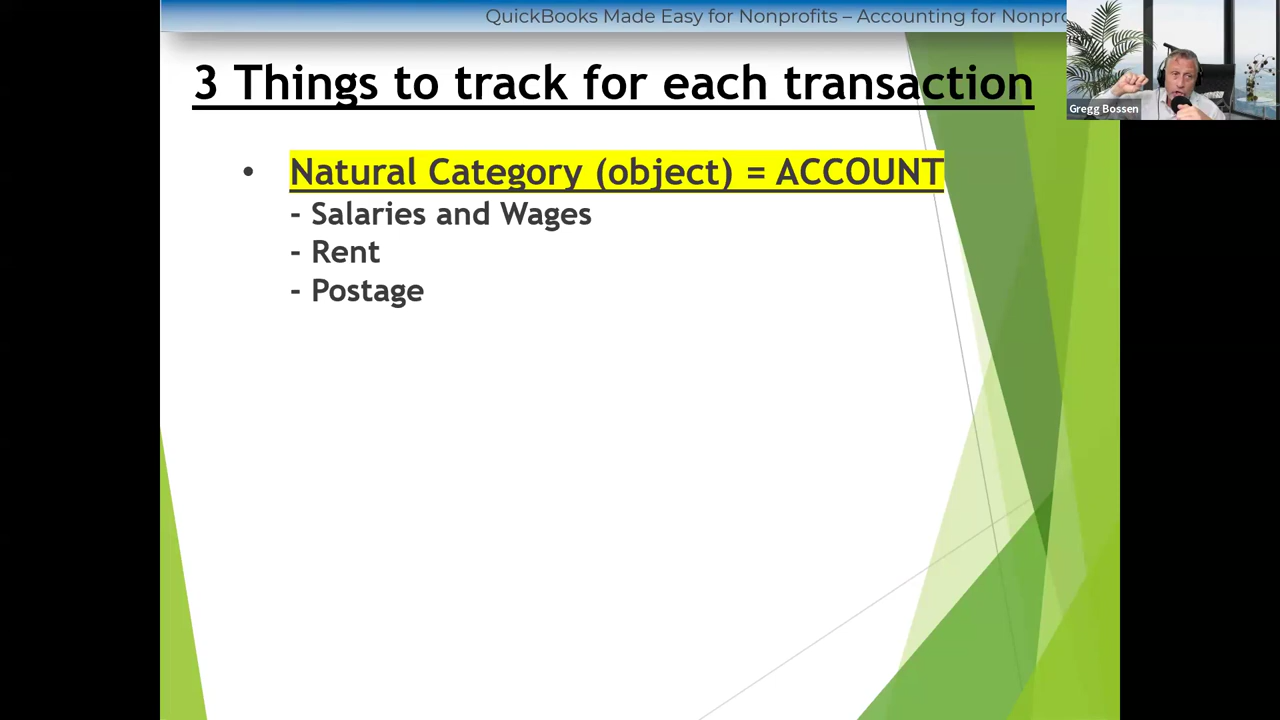 QuickBooks Made Easy for Nonprofits – Accounting for Nonpro
3 Things to track for each transaction
Gregg Bossen
• Natural Category (object) = ACCOUNT
- Salaries and Wages
- Rent
- Postage